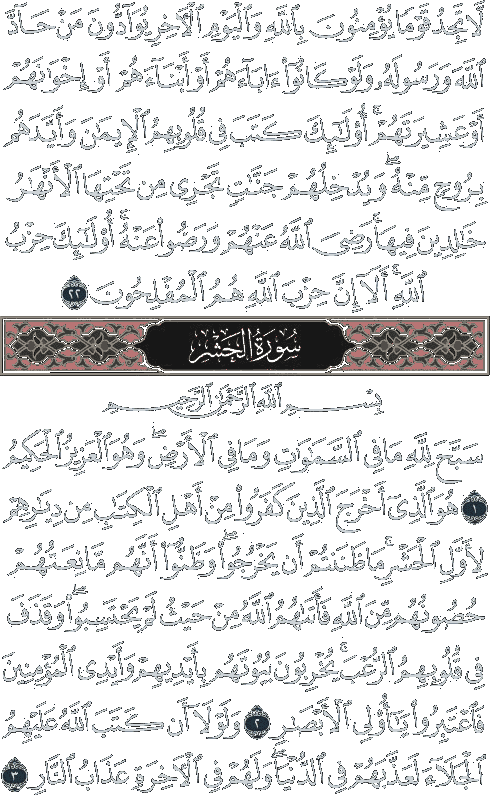 لَّا تَجِدُ قَوْمًا يُؤْمِنُونَ بِٱللَّهِ وَٱلْيَوْمِ ٱلْءَاخِرِ يُوَآدُّونَ مَنْ حَآدَّ
ٱللَّهَ وَرَسُولَهُۥ وَلَوْ كَانُوٓا۟ ءَابَآءَهُمْ أَوْ أَبْنَآءَهُمْ أَوْ إِخْوَٰنَهُمْ
أَوْ عَشِيرَتَهُمْ ۚ أُو۟لَٰٓئِكَ كَتَبَ فِى قُلُوبِهِمُ ٱلْإِيمَٰنَ وَأَيَّدَهُم
بِرُوحٍ مِّنْهُ ۖ وَيُدْخِلُهُمْ جَنَّٰتٍ تَجْرِى مِن تَحْتِهَا ٱلْأَنْهَٰرُ
خَٰلِدِينَ فِيهَا ۚ رَضِىَ ٱللَّهُ عَنْهُمْ وَرَضُوا۟ عَنْهُ ۚ أُو۟لَٰٓئِكَ حِزْبُ
ٱللَّهِ ۚ أَلَآ إِنَّ حِزْبَ ٱللَّهِ هُمُ ٱلْمُفْلِحُونَ ٢٢
سُورَةُ الحَشْرِ
بِسْمِ ٱللَّهِ ٱلرَّحْمَٰنِ ٱلرَّحِيمِ
سَبَّحَ لِلَّهِ مَا فِى ٱلسَّمَٰوَٰتِ وَمَا فِى ٱلْأَرْضِ ۖ وَهُوَ ٱلْعَزِيزُ ٱلْحَكِيمُ
١ هُوَ ٱلَّذِىٓ أَخْرَجَ ٱلَّذِينَ كَفَرُوا۟ مِنْ أَهْلِ ٱلْكِتَٰبِ مِن دِيَٰرِهِمْ
لِأَوَّلِ ٱلْحَشْرِ ۚ مَا ظَنَنتُمْ أَن يَخْرُجُوا۟ ۖ وَظَنُّوٓا۟ أَنَّهُم مَّانِعَتُهُمْ
حُصُونُهُم مِّنَ ٱللَّهِ فَأَتَىٰهُمُ ٱللَّهُ مِنْ حَيْثُ لَمْ يَحْتَسِبُوا۟ ۖ وَقَذَفَ
فِى قُلُوبِهِمُ ٱلرُّعْبَ ۚ يُخْرِبُونَ بُيُوتَهُم بِأَيْدِيهِمْ وَأَيْدِى ٱلْمُؤْمِنِينَ
فَٱعْتَبِرُوا۟ يَٰٓأُو۟لِى ٱلْأَبْصَٰرِ ٢ وَلَوْلَآ أَن كَتَبَ ٱللَّهُ عَلَيْهِمُ
ٱلْجَلَآءَ لَعَذَّبَهُمْ فِى ٱلدُّنْيَا ۖ وَلَهُمْ فِى ٱلْءَاخِرَةِ عَذَابُ ٱلنَّارِ ٣